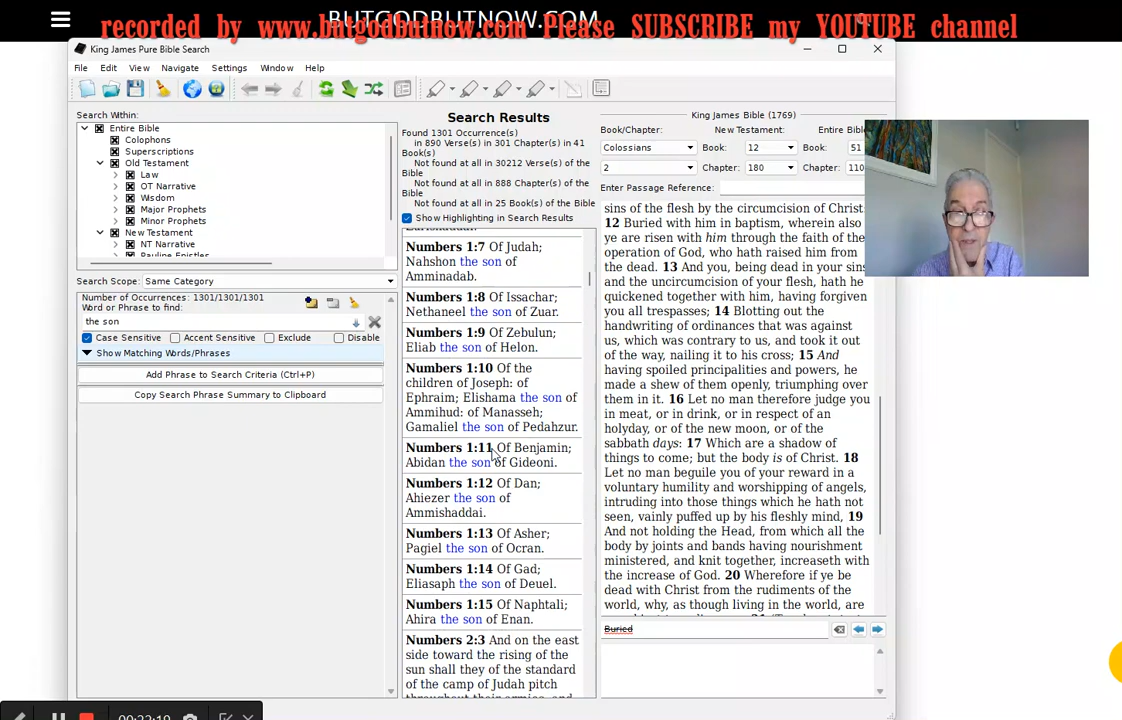 BUTGODBUTNOW.COM
recorded by www.butgodbutnow.com Please SUBSCRIBE my YOUTUBE channel
King James Pure Bible Search
File Edit View Navigate Settings Window Help
Search Within:
Entire Bible
Colophons
Superscriptions
Old Testament
Law
OT Narrative
Wisdom
Major Prophets
Minor Prophets
New Testament
NT Narrative
Pauline Epistles
Search Scope: Same Category
Number of Occurrences: 1301/1301/1301
Word or Phrase to find:
the son
Case Sensitive Accent Sensitive Exclude Disable
Show Matching Words/Phrases
Add Phrase to Search Criteria (Ctrl+P)
Copy Search Phrase Summary to Clipboard
Search Results
Found 1301 Occurrence(s)
in 890 Verse(s) in 301 Chapter(s) in 41
Book(s)
Not found at all in 30212 Verse(s) of the
Bible
Not found at all in 888 Chapter(s) of the
Bible
Not found at all in 25 Book(s) of the Bible
Show Highlighting in Search Results
Numbers 1:7 Of Judah;
Nahshon the son of
Amminadab.
Numbers 1:8 Of Issachar;
Nethaneel the son of Zuar.
Numbers 1:9 Of Zebulun;
Eliab the son of Helon.
Numbers 1:10 Of the
children of Joseph: of
Ephraim; Elishama the son of
Ammihud: of Manasseh;
Gamaliel the son of Pedahzur.
Numbers 1:11 Of Benjamin;
Abidan the son of Gideoni.
Numbers 1:12 Of Dan;
Ahiezer the son of
Ammishaddai.
Numbers 1:13 Of Asher;
Pagiel the son of Ocran.
Numbers 1:14 Of Gad;
Eliasaph the son of Deuel.
Numbers 1:15 Of Naphtali;
Ahira the son of Enan.
Numbers 2:3 And on the east
side toward the rising of the
sun shall they of the standard
of the camp of Judah pitch
King James Bible (1769)
Book/Chapter: New Testament: Entire Bible
Colossians Book: 12 Book: 51
2 Chapter: 180 Chapter: 110
Enter Passage Reference:
sins of the flesh by the circumcision of Christ:
12 Buried with him in baptism, wherein also
ye are risen with him through the faith of the
operation of God, who hath raised him from
the dead. 13 And you, being dead in your sins
and the uncircumcision of your flesh, hath he
quickened together with him, having forgiven
you all trespasses; 14 Blotting out the
handwriting of ordinances that was against
us, which was contrary to us, and took it out
of the way, nailing it to his cross; 15 And
having spoiled principalities and powers, he
made a shew of them openly, triumphing over
them in it. 16 Let no man therefore judge you
in meat, or in drink, or in respect of an
holyday, or of the new moon, or of the
sabbath days: 17 Which are a shadow of
things to come; but the body is of Christ. 18
Let no man beguile you of your reward in a
voluntary humility and worshipping of angels,
intruding into those things which he hath not
seen, vainly puffed up by his fleshly mind, 19
And not holding the Head, from which all the
body by joints and bands having nourishment
ministered, and knit together, increaseth with
the increase of God. 20 Wherefore if ye be
dead with Christ from the rudiments of the
world, why, as though living in the world, are
Buried
00:22:19